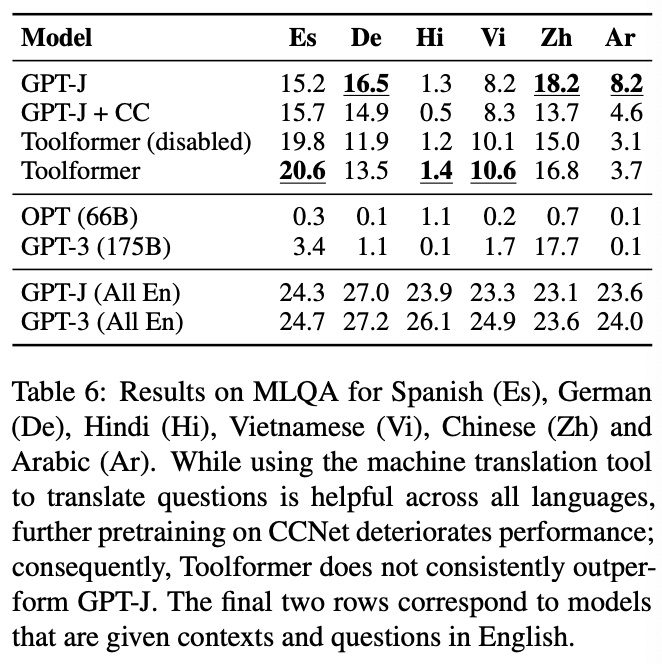 Model Es De Hi Vi Zh Ar
GPT-J 15.2 16.5 1.3 8.2 18.2 8.2
GPT-J + CC 15.7 14.9 0.5 8.3 13.7 4.6
Toolformer (disabled) 19.8 11.9 1.2 10.1 15.0 3.1
Toolformer 20.6 13.5 1.4 10.6 16.8 3.7
OPT (66B) 0.3 0.1 1.1 0.2 0.7 0.1
GPT-3 (175B) 3.4 1.1 0.1 1.7 17.7 0.1
GPT-J (All En) 24.3 27.0 23.9 23.3 23.1 23.6
GPT-3 (All En) 24.7 27.2 26.1 24.9 23.6 24.0
Table 6: Results on MLQA for Spanish (Es), German
(De), Hindi (Hi), Vietnamese (Vi), Chinese (Zh) and
Arabic (Ar). While using the machine translation tool
to translate questions is helpful across all languages,
further pretraining on CCNet deteriorates performance;
consequently, Toolformer does not consistently outper-
form GPT-J. The final two rows correspond to models
that are given contexts and questions in English.